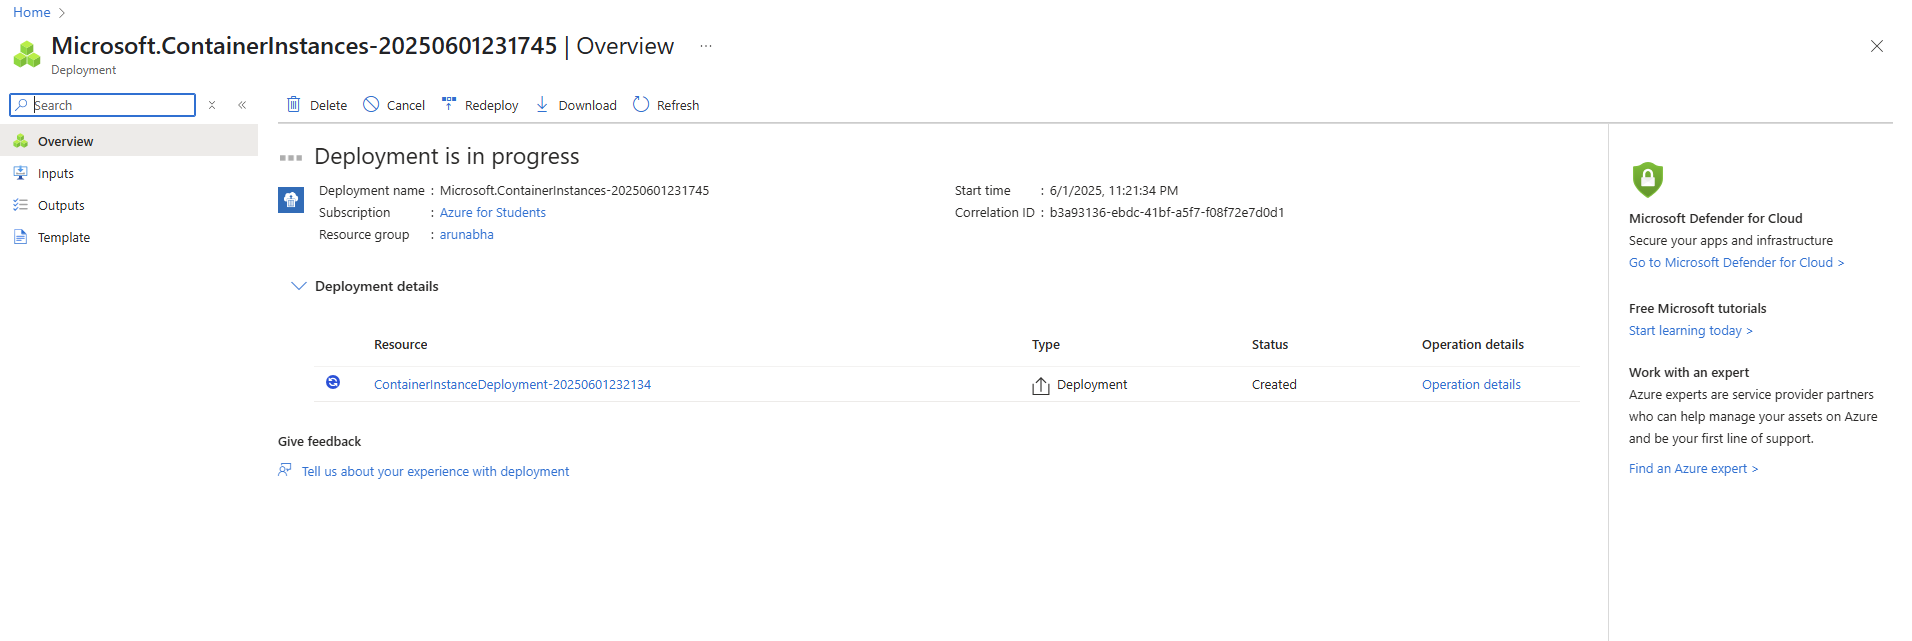 Home >
Microsoft.ContainerInstances-20250601231745 | Overview ...
Deployment
Search
Delete Cancel Redeploy Download Refresh
Overview
Inputs
Outputs
Template
Deployment is in progress
Deployment name : Microsoft.ContainerInstances-20250601231745
Subscription : Azure for Students
Resource group : arunabha
Start time : 6/1/2025, 11:21:34 PM
Correlation ID : b3a93136-ebdc-41bf-a5f7-f08f72e7d0d1
Deployment details
Resource Type Status Operation details
ContainerInstanceDeployment-20250601232134 Deployment Created Operation details
Give feedback
Tell us about your experience with deployment
Microsoft Defender for Cloud
Secure your apps and infrastructure
Go to Microsoft Defender for Cloud >
Free Microsoft tutorials
Start learning today >
Work with an expert
Azure experts are service provider partners
who can help manage your assets on Azure
and be your first line of support.
Find an Azure expert >